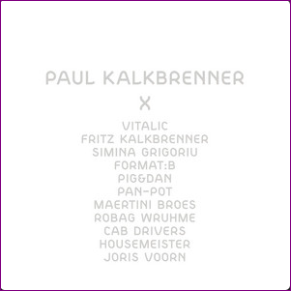 PAUL KALKBRENNER
X
VITALIC
FRITZ KALKBRENNER
SIMINA GRIGORIU
FORMAT:B
PIG&DAN
PAN-POT
MAERTINI BROES
ROBAG WRUHME
CAB DRIVERS
HOUSEMEISTER
JORIS VOORN